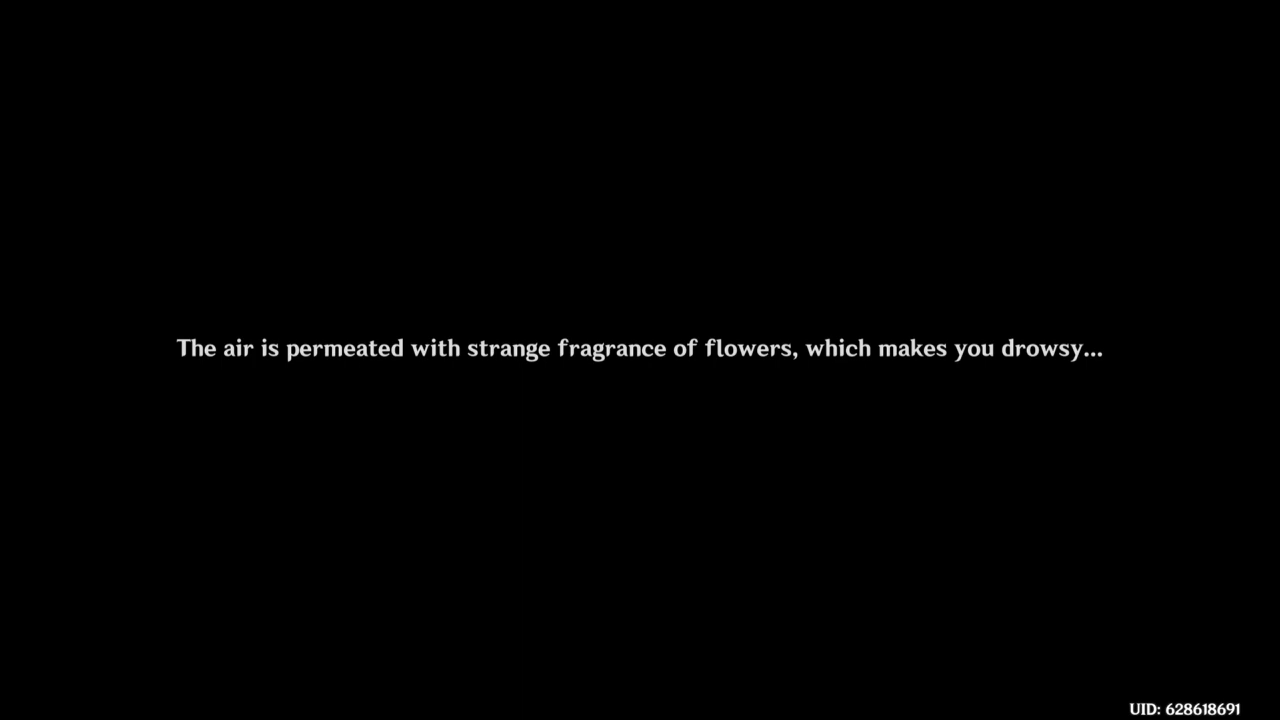 The air is permeated with strange fragrance of flowers, which makes you drowsy...
UID: 628618691